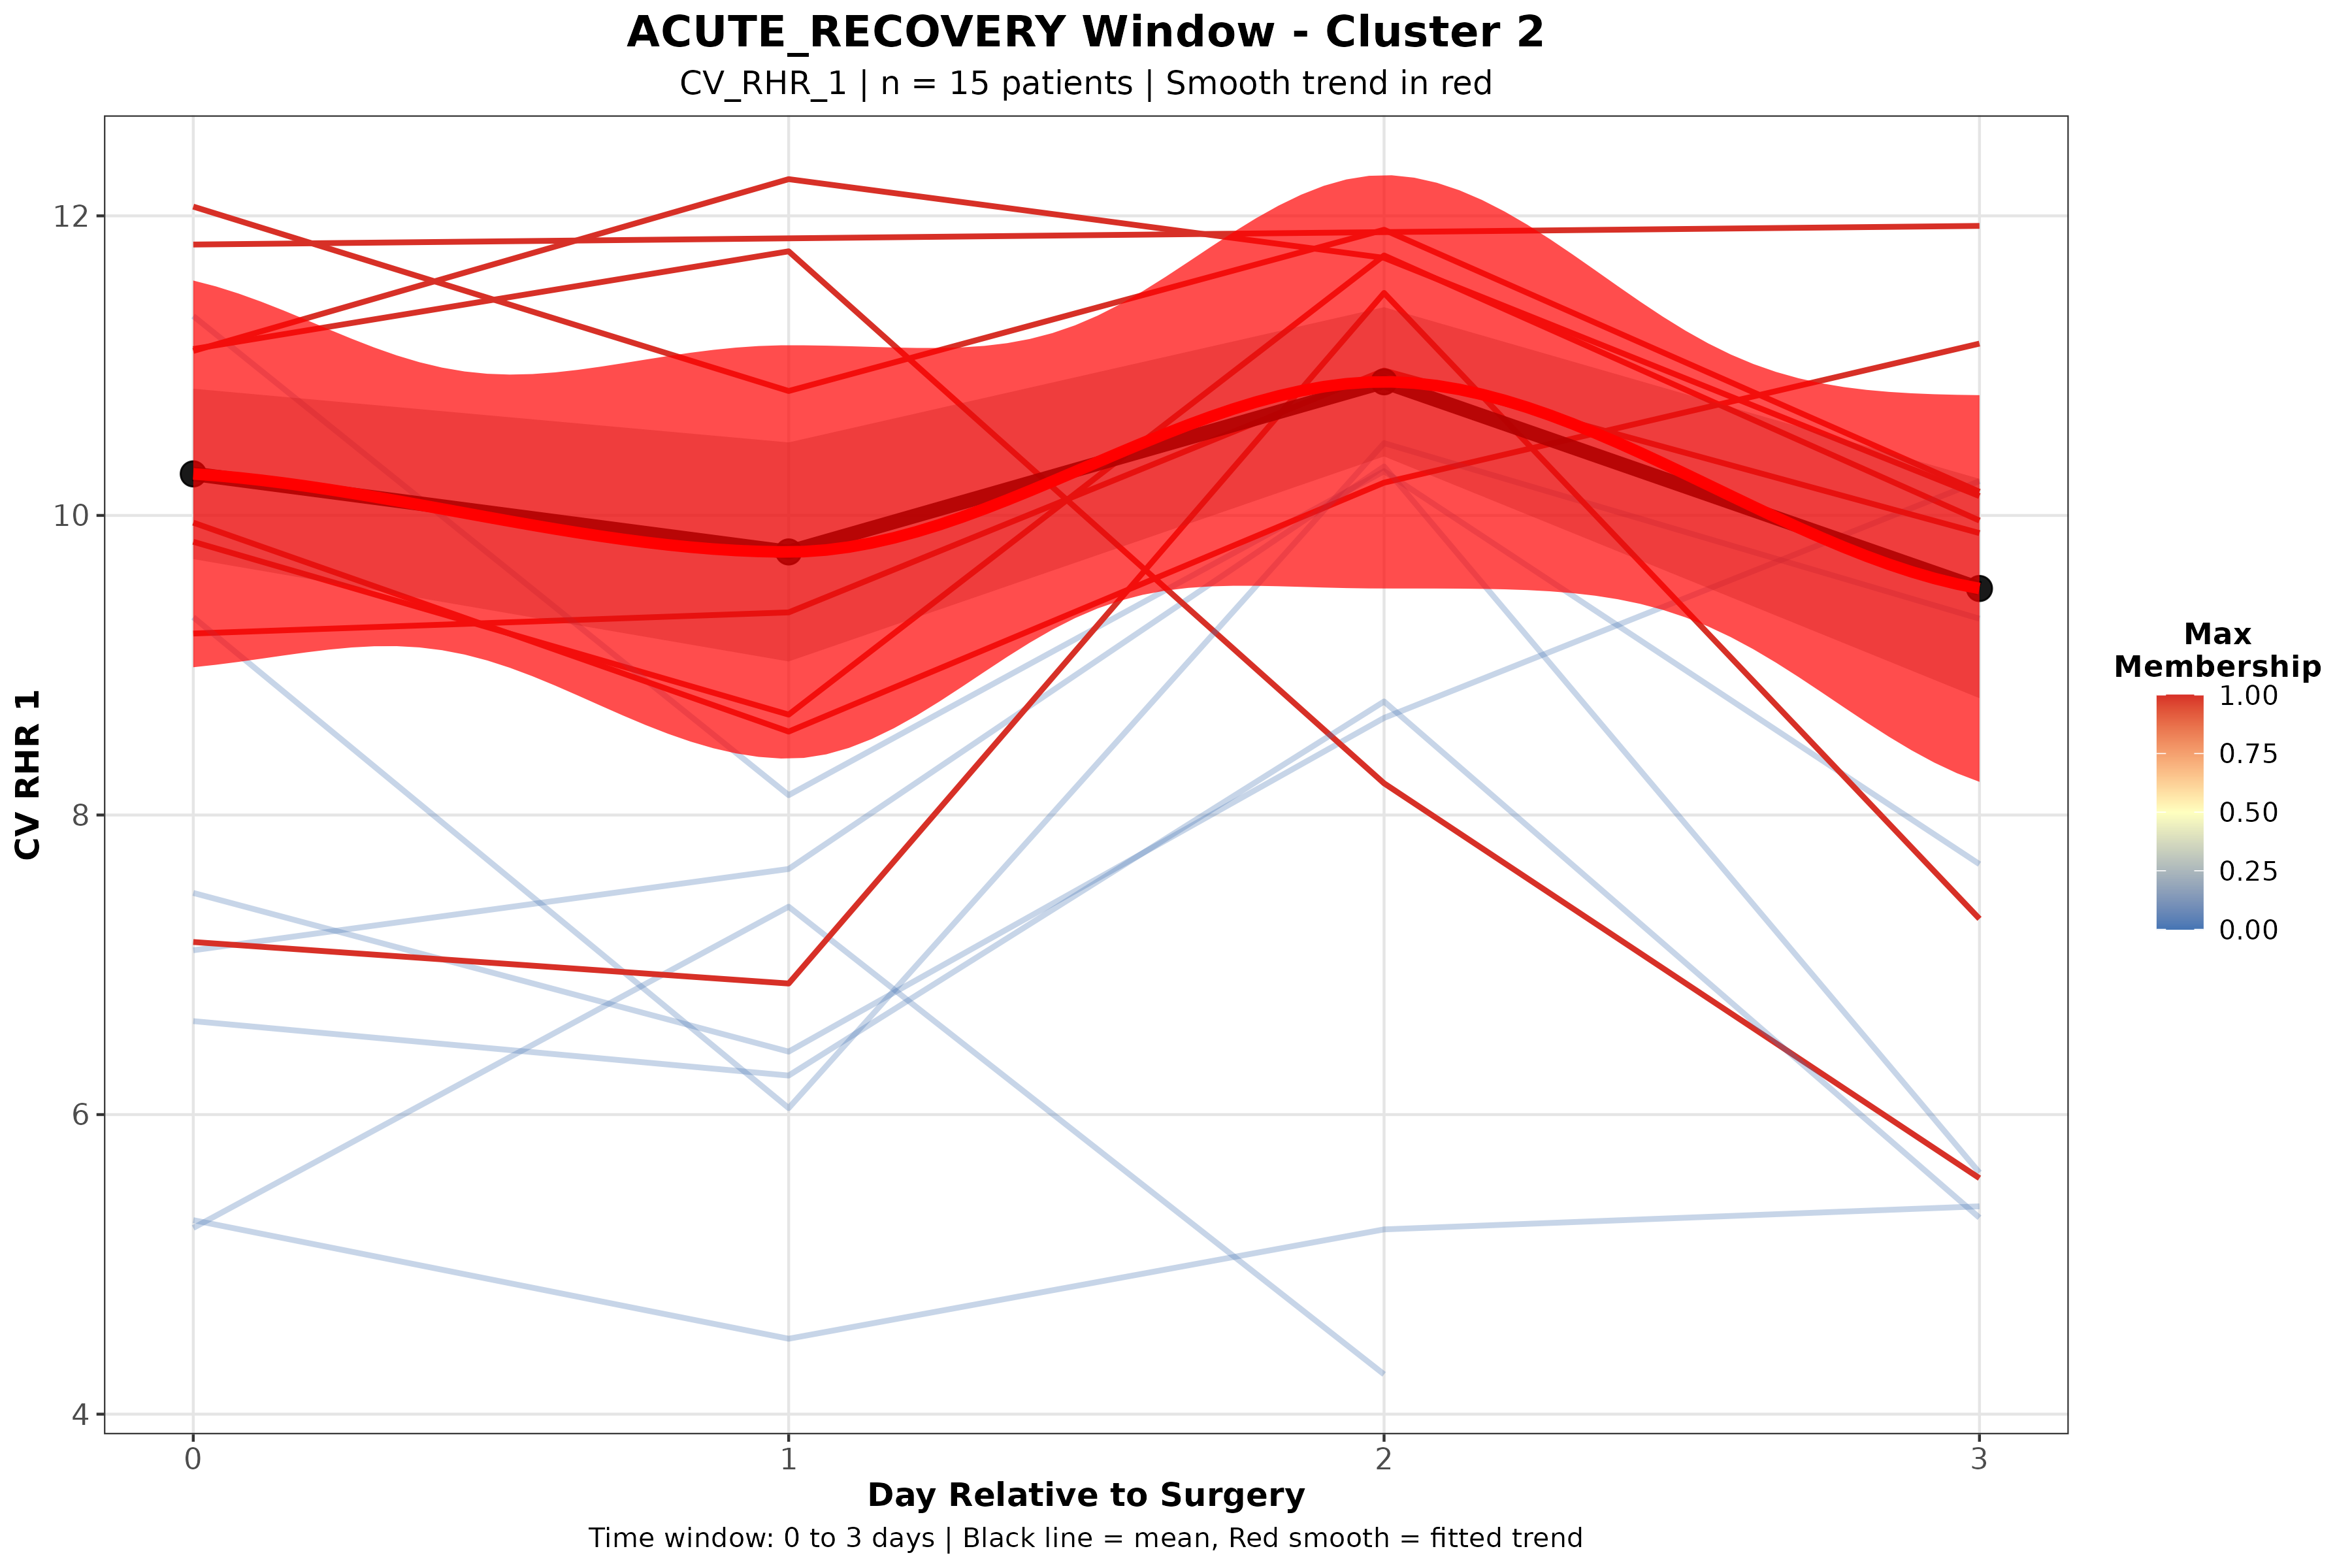 ACUTE_RECOVERY Window - Cluster 2
CV_RHR_1 | n = 15 patients | Smooth trend in red
12
10
8
6
4
CV RHR 1
0
1
2
3
Day Relative to Surgery
Time window: 0 to 3 days | Black line = mean, Red smooth = fitted trend
Max
Membership
1.00
0.75
0.50
0.25
0.00